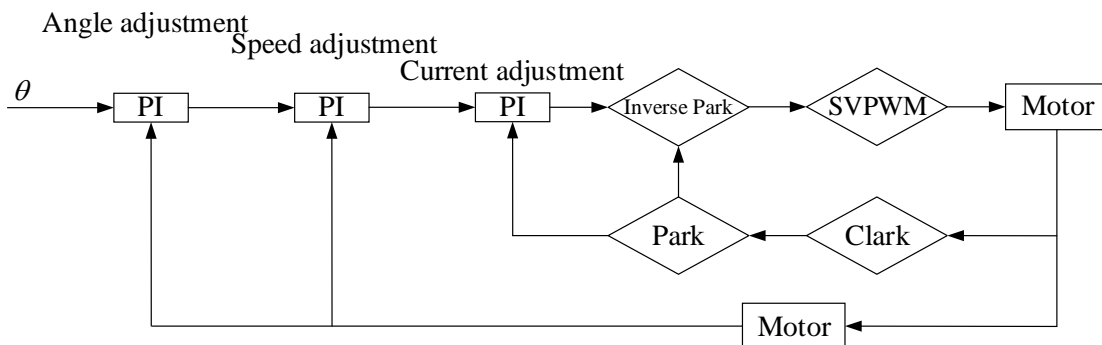 Angle adjustment
Speed adjustment
Current adjustment
θ
PI
PI
PI
Inverse Park
SVPWM
Motor
Park
Clark
Motor